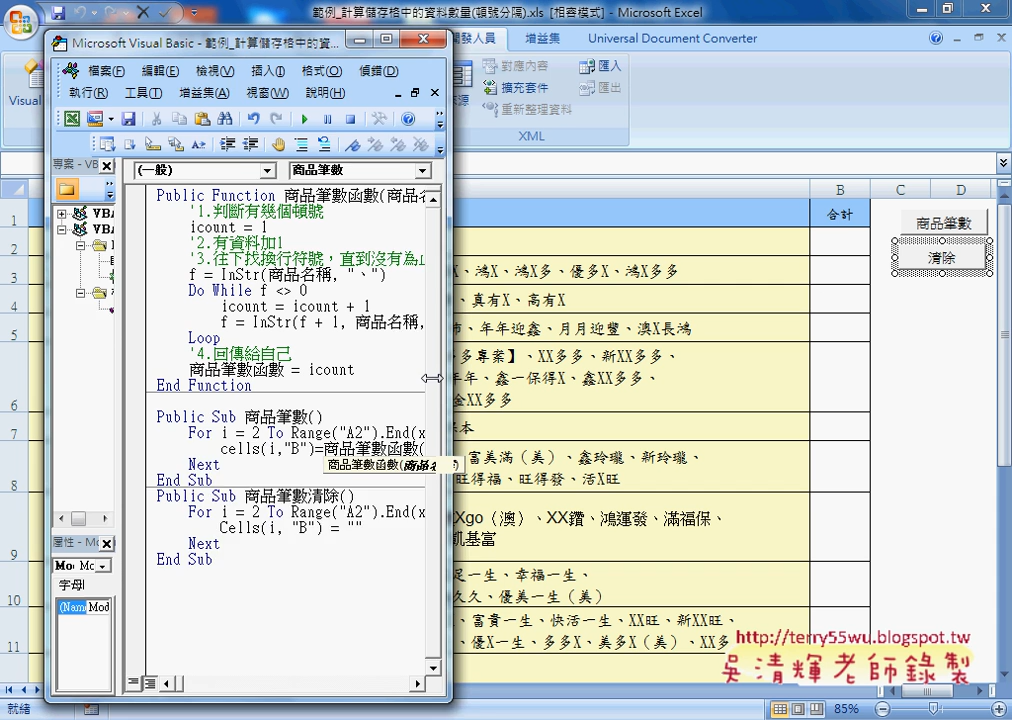 範例_計算儲存格中的資料數量(頓號分隔).xls [相容模式] - Microsoft Excel
Microsoft Visual Basic - 範例_計算儲存格中的資...
發人員
增益集
Universal Document Converter
檔案(F) 編輯(E) 檢視(V) 插入(I) 格式(O) 偵錯(D)
執行(R) 工具(T) 增益集(A) 視窗(W) 說明(H)
Visual
對應內容
擴充套件
重新整理資料
匯入
匯出
XML
專案 - VB
(一般)
商品筆數
Public Function 商品筆數函數(商品名
'1.判斷有幾個頓號
icount = 1
'2.有資料加1
'3.往下找換行符號，直到沒有為止
f = InStr(商品名稱, "、")
Do While f <> 0
icount = icount + 1
f = InStr(f + 1, 商品名稱,
Loop
'4.回傳給自己
商品筆數函數 = icount
End Function
Public Sub 商品筆數()
For i = 2 To Range("A2").End(x
cells(i,"B")=商品筆數函數(
商品筆數函數(商品名
Next
End Sub
Public Sub 商品筆數清除()
For i = 2 To Range("A2").End(x
Cells(i, "B") = ""
Next
End Sub
VBA
VBA
屬性 - Mo
Mo Mo
字母
(Nam Mod
B C D
合計
商品筆數
清除
1
2
3
X、鴻X、鴻X多、優多X、鴻X多多
4
、真有X、高有X
5
、年年迎鑫、月月迎豐、澳X長鴻
6
多專案】、XX多多、新XX多多、
年年、鑫一保得X、鑫XX多多、
金XX多多
7
保本
8
、富美滿（美）、鑫玲瓏、新玲瓏、
旺得福、旺得發、活X旺
9
Xgo（澳）、XX鑽、鴻運發、滿福保、
凱基富
10
足一生、幸福一生、
久久、優美一生（美）
11
、富貴一生、快活一生、XX旺、新XX旺、
、優X一生、多多X、美多X（美）、XX多
http://terry55wu.blogspot.tw
吳清輝老師錄製
就緒
85%